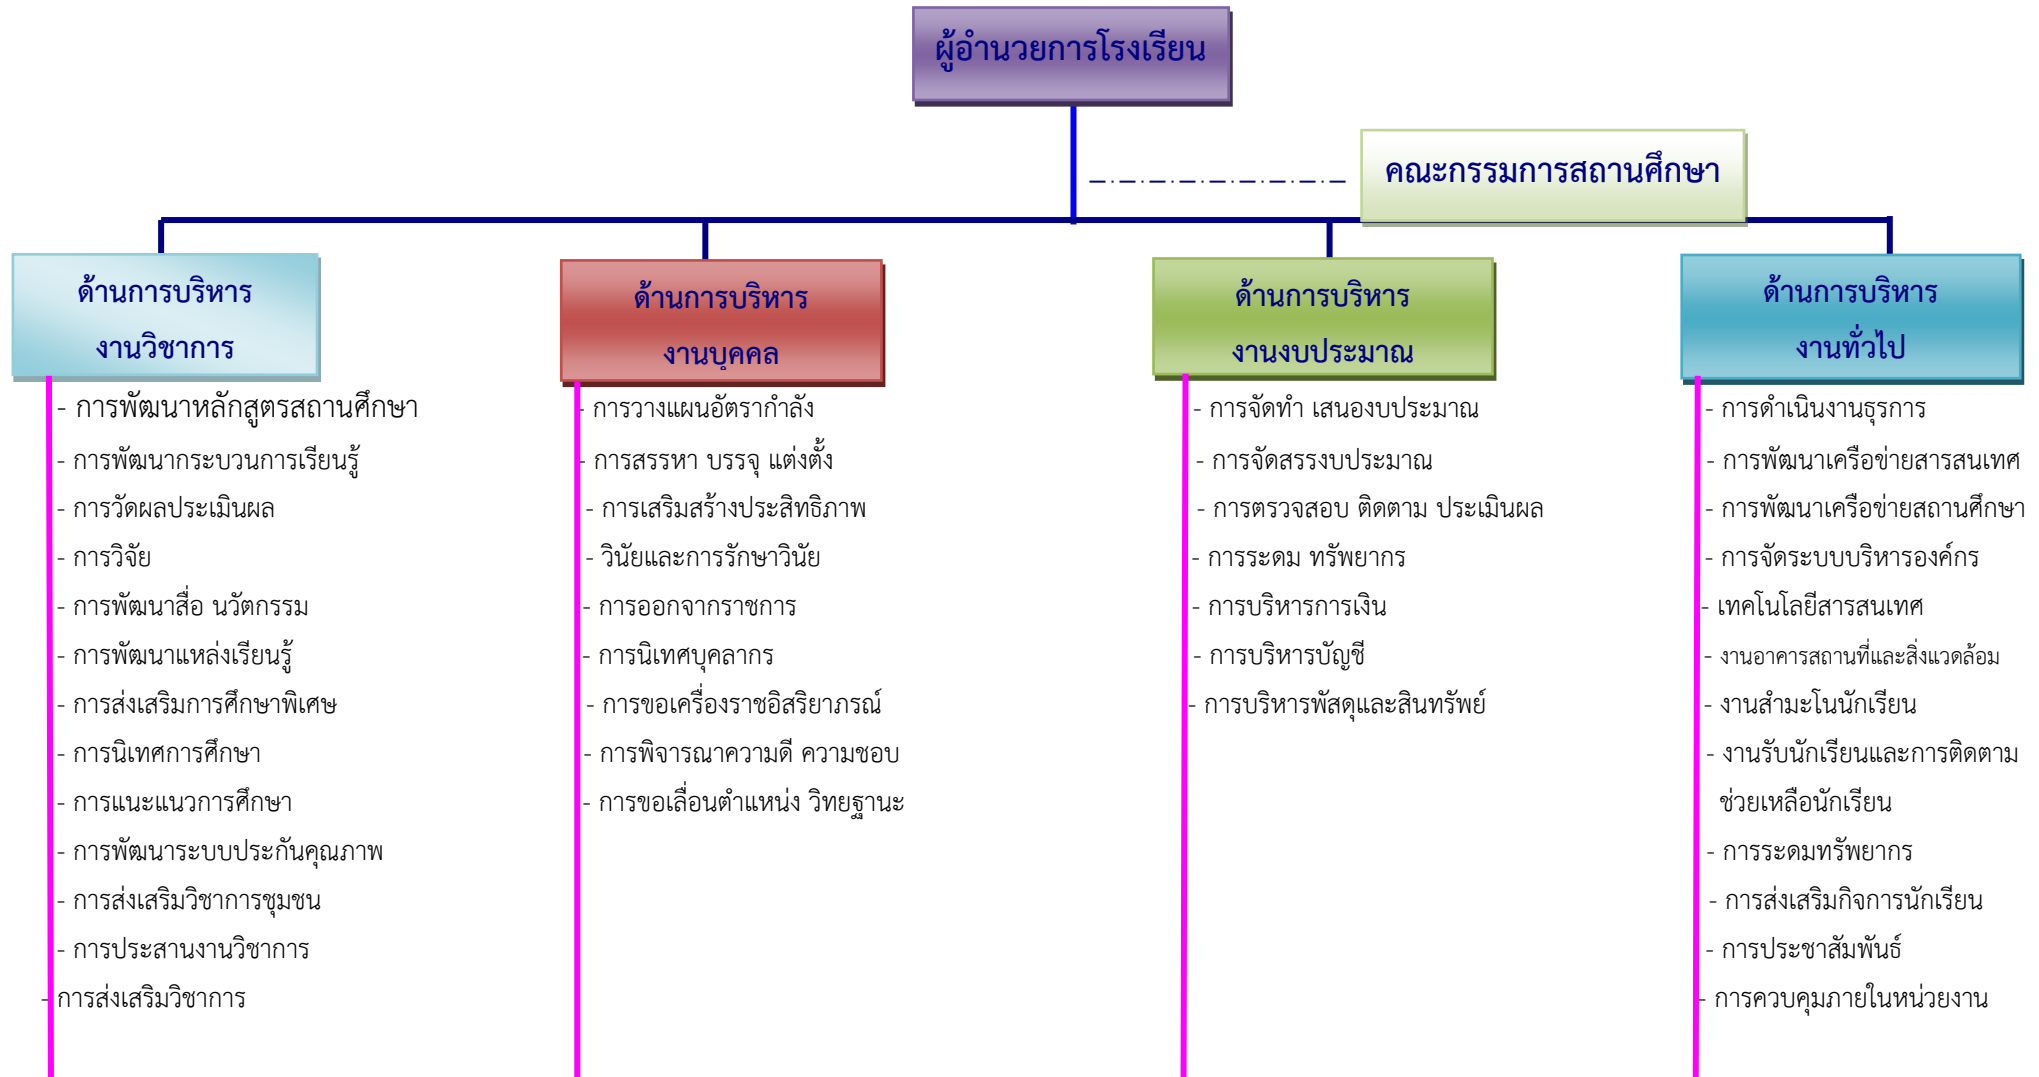 ผู้อำนวยการโรงเรียน
คณะกรรมการสถานศึกษา
ด้านการบริหาร
งานวิชาการ
- การพัฒนาหลักสูตรสถานศึกษา
- การพัฒนากระบวนการเรียนรู้
- การวัดผลประเมินผล
- การวิจัย
- การพัฒนาสื่อ นวัตกรรม
- การพัฒนาแหล่งเรียนรู้
- การส่งเสริมการศึกษาพิเศษ
- การนิเทศการศึกษา
- การแนะแนวการศึกษา
- การพัฒนาระบบประกันคุณภาพ
- การส่งเสริมวิชาการชุมชน
- การประสานงานวิชาการ
- การส่งเสริมวิชาการ
ด้านการบริหาร
งานบุคคล
- การวางแผนอัตรากำลัง
- การสรรหา บรรจุ แต่งตั้ง
- การเสริมสร้างประสิทธิภาพ
- วินัยและการรักษาวินัย
- การออกจากราชการ
- การนิเทศบุคลากร
- การขอเครื่องราชอิสริยาภรณ์
- การพิจารณาความดี ความชอบ
- การขอเลื่อนตำแหน่ง วิทยฐานะ
ด้านการบริหาร
งานงบประมาณ
- การจัดทำ เสนองบประมาณ
- การจัดสรรงบประมาณ
- การตรวจสอบ ติดตาม ประเมินผล
- การระดม ทรัพยากร
- การบริหารการเงิน
- การบริหารบัญชี
- การบริหารพัสดุและสินทรัพย์
ด้านการบริหาร
งานทั่วไป
- การดำเนินงานธุรการ
- การพัฒนาเครือข่ายสารสนเทศ
- การพัฒนาเครือข่ายสถานศึกษา
- การจัดระบบบริหารองค์กร
- เทคโนโลยีสารสนเทศ
- งานอาคารสถานที่และสิ่งแวดล้อม
- งานสำมะโนนักเรียน
- งานรับนักเรียนและการติดตาม
ช่วยเหลือนักเรียน
- การระดมทรัพยากร
- การส่งเสริมกิจการนักเรียน
- การประชาสัมพันธ์
- การควบคุมภายในหน่วยงาน